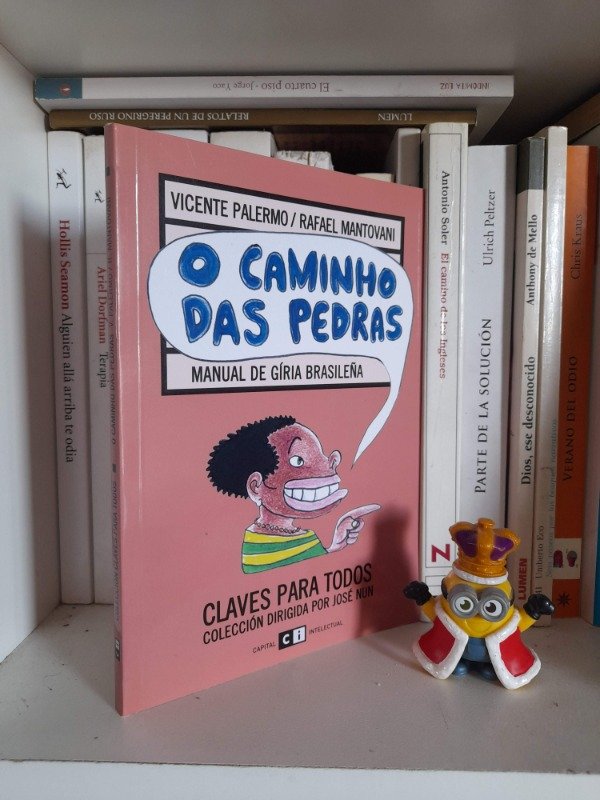 El cuarto piso - Jorge Yaco
INDOMITA LUZ
RELATOS DE UN PEREGRINO RUSO
LUMEN
Hollis Seamon Alguien allá arriba te odia
Ariel Dorfman Terapia
VICENTE PALERMO / RAFAEL MANTOVANI
O CAMINHO
DAS PEDRAS
MANUAL DE GÍRIA BRASILEÑA
CLAVES PARA TODOS
COLECCIÓN DIRIGIDA POR JOSÉ NUN
CAPITAL ci INTELECTUAL
Antonio Soler El camino de los Ingleses
Ulrich Peltzer PARTE DE LA SOLUCIÓN
Anthony de Mello Dios, ese desconocido
LUMEN
Umberto Eco
Chris Kraus VERANO DEL ODIO